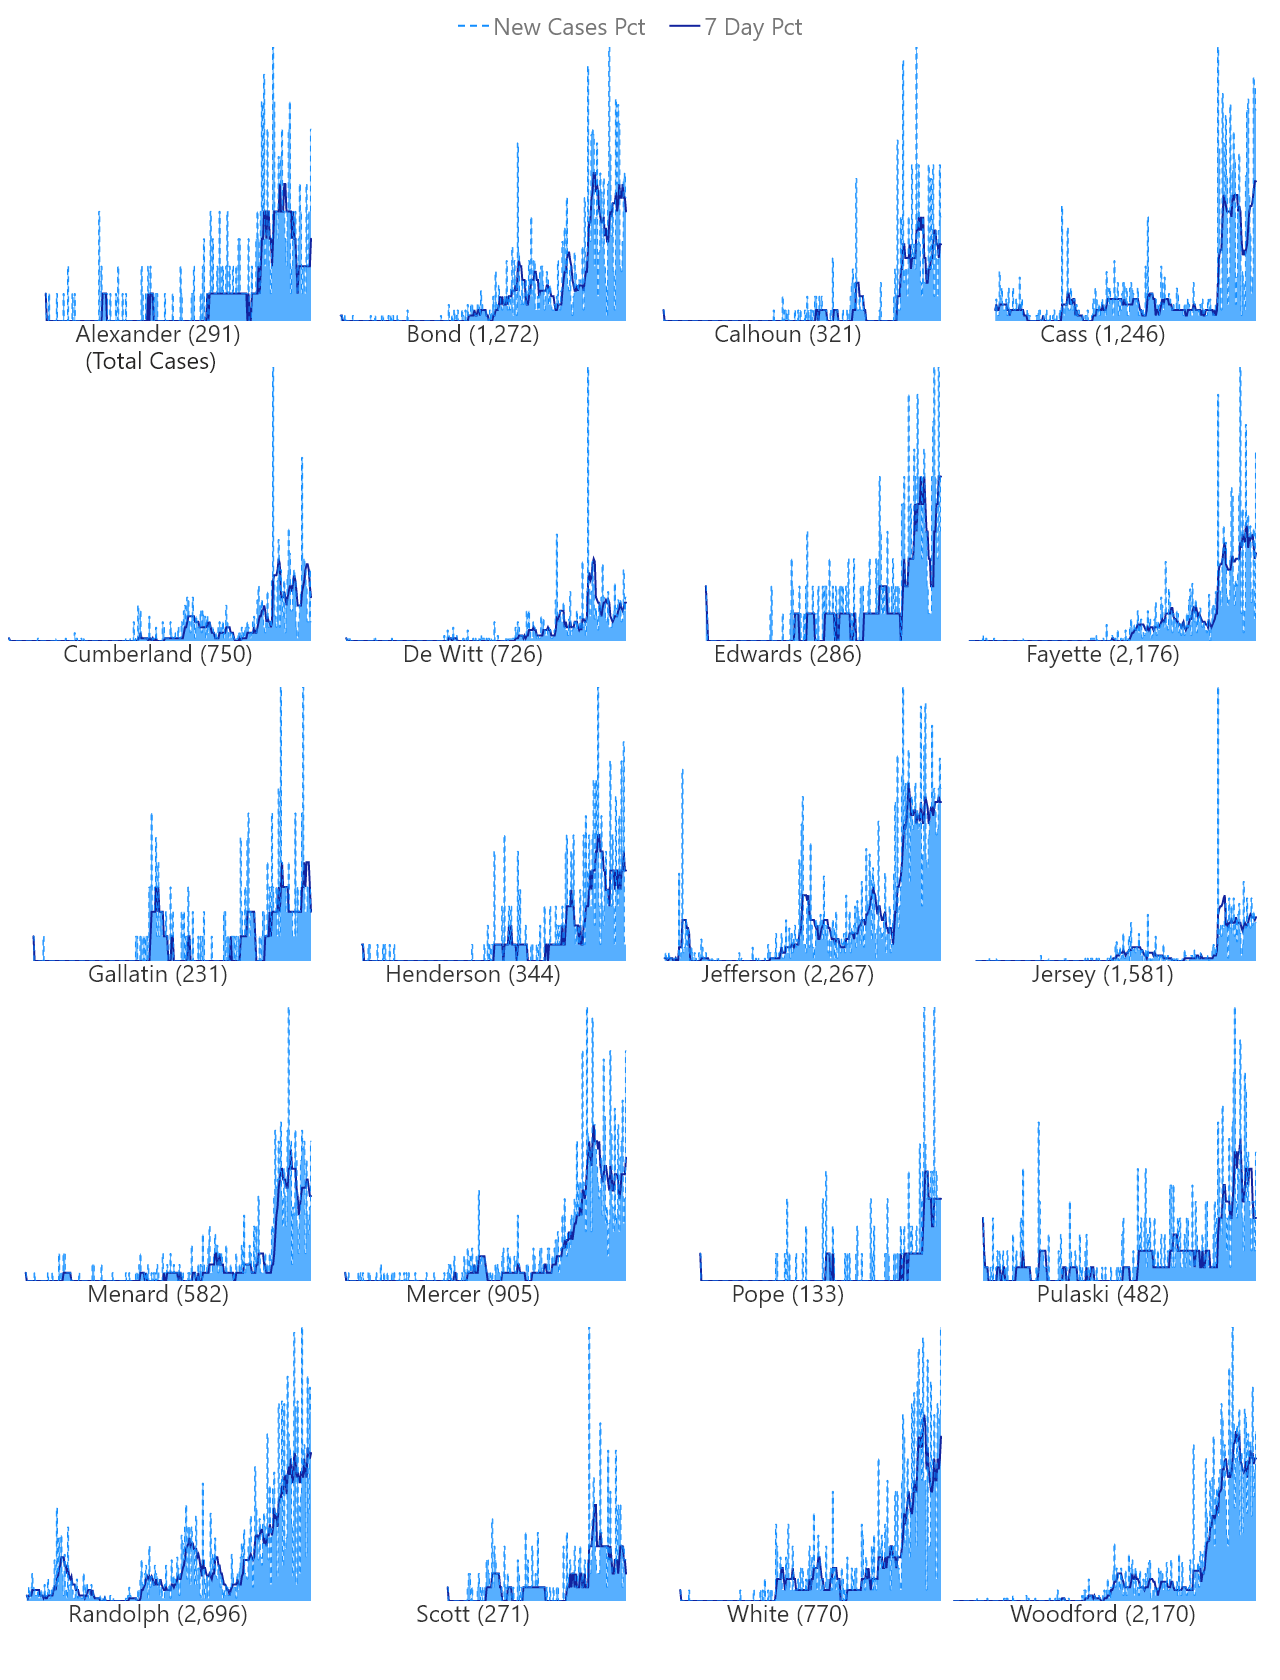 New Cases Pct 7 Day Pct
Alexander (291) Bond (1,272) Calhoun (321) Cass (1,246)
(Total Cases)
Cumberland (750) De Witt (726) Edwards (286) Fayette (2,176)
Gallatin (231) Henderson (344) Jefferson (2,267) Jersey (1,581)
Menard (582) Mercer (905) Pope (133) Pulaski (482)
Randolph (2,696) Scott (271) White (770) Woodford (2,170)